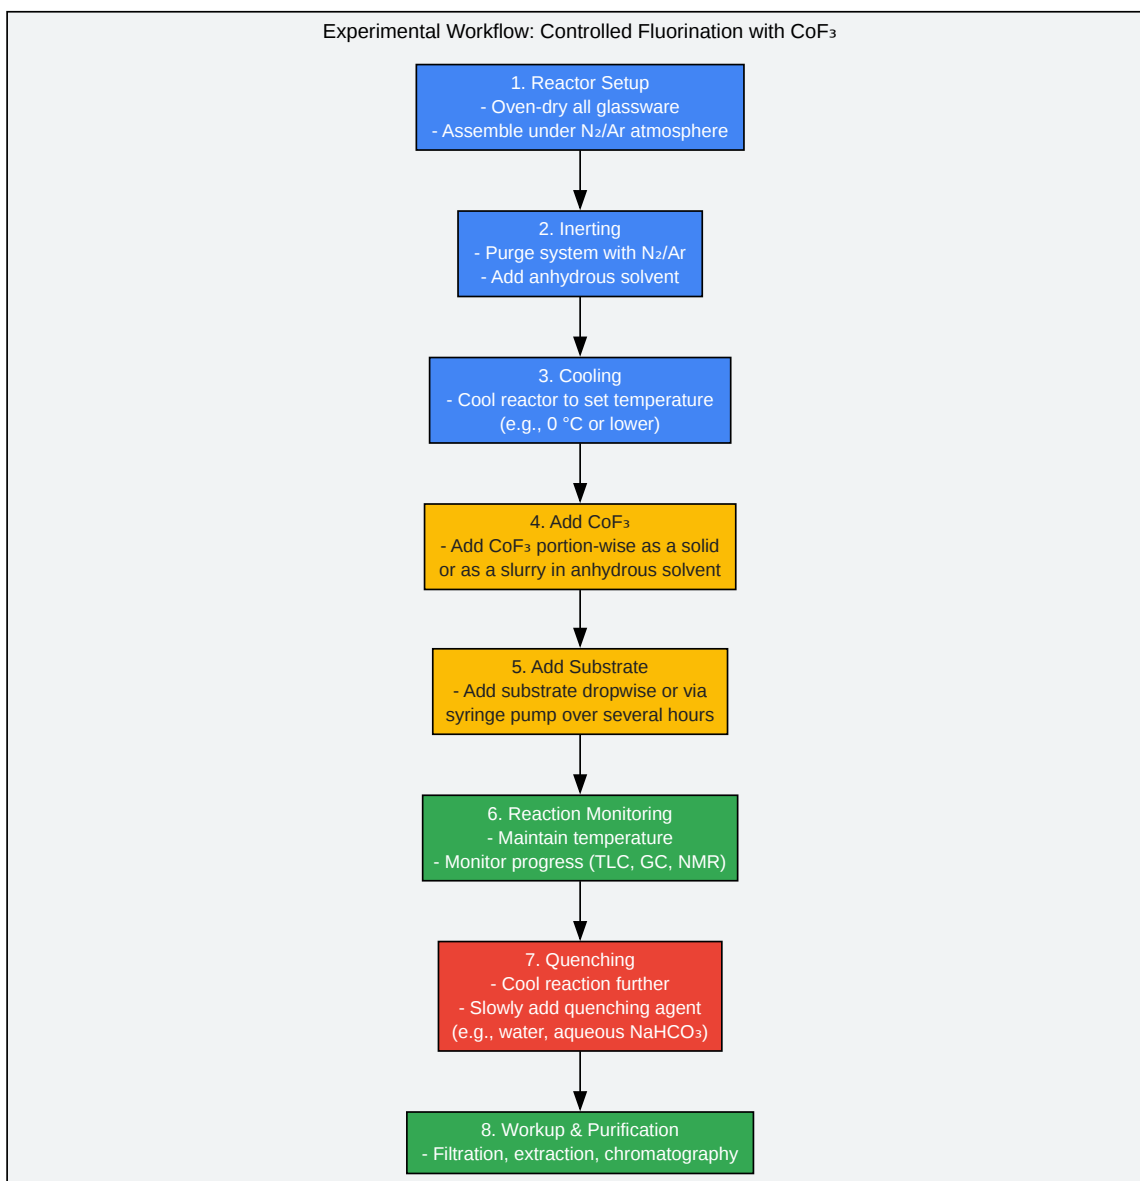 Experimental Workflow: Controlled Fluorination with CoF₃
1. Reactor Setup
- Oven-dry all glassware
- Assemble under N₂/Ar atmosphere
2. Inerting
- Purge system with N₂/Ar
- Add anhydrous solvent
3. Cooling
- Cool reactor to set temperature
(e.g., 0 °C or lower)
4. Add CoF₃
- Add CoF₃ portion-wise as a solid
or as a slurry in anhydrous solvent
5. Add Substrate
- Add substrate dropwise or via
syringe pump over several hours
6. Reaction Monitoring
- Maintain temperature
- Monitor progress (TLC, GC, NMR)
7. Quenching
- Cool reaction further
- Slowly add quenching agent
(e.g., water, aqueous NaHCO₃)
8. Workup & Purification
- Filtration, extraction, chromatography